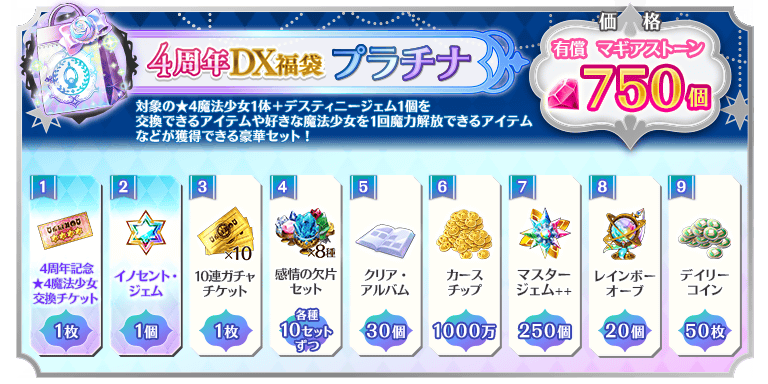 4周年DX福袋 プラチナ
価格
有償 マギアストーン
750個
対象の★4魔法少女1体＋デスティニージェム1個を
交換できるアイテムや好きな魔法少女を1回魔力解放できるアイテム
などが獲得できる豪華セット！
1
4周年記念
★4魔法少女
交換チケット
1枚
2
イノセント・
ジェム
1個
3
×10
10連ガチャ
チケット
1枚
4
×8種
感情の欠片
セット
各種
10セット
ずつ
5
クリア・
アルバム
30個
6
カース
チップ
1000万
7
マスター
ジェム++
250個
8
レインボー
オーブ
20個
9
デイリー
コイン
50枚